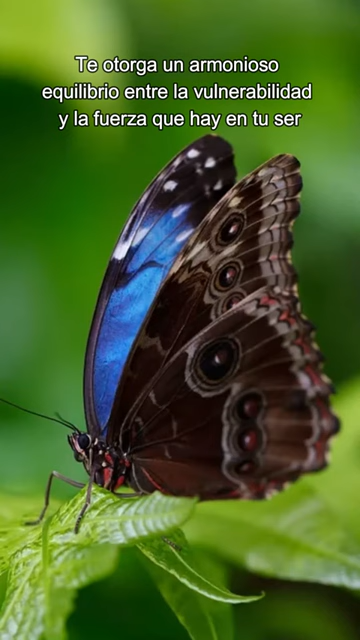 Te otorga un armonioso
equilibrio entre la vulnerabilidad
y la fuerza que hay en tu ser